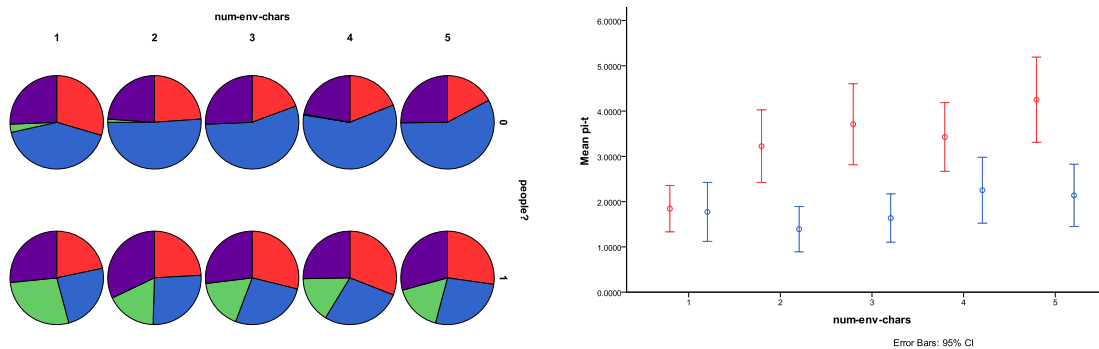 num-env-chars
1 2 3 4 5
0
people?
1
Mean pi-t
6.0000
5.0000
4.0000
3.0000
2.0000
1.0000
0.0000
1 2 3 4 5
num-env-chars
Error Bars: 95% CI